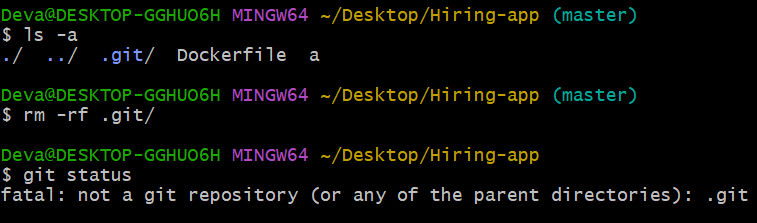 Deva@DESKTOP-GGHUO6H MINGW64 ~/Desktop/Hiring-app (master)
$ ls -a
./  ../  .git/  Dockerfile  a
Deva@DESKTOP-GGHUO6H MINGW64 ~/Desktop/Hiring-app (master)
$ rm -rf .git/
Deva@DESKTOP-GGHUO6H MINGW64 ~/Desktop/Hiring-app
$ git status
fatal: not a git repository (or any of the parent directories): .git